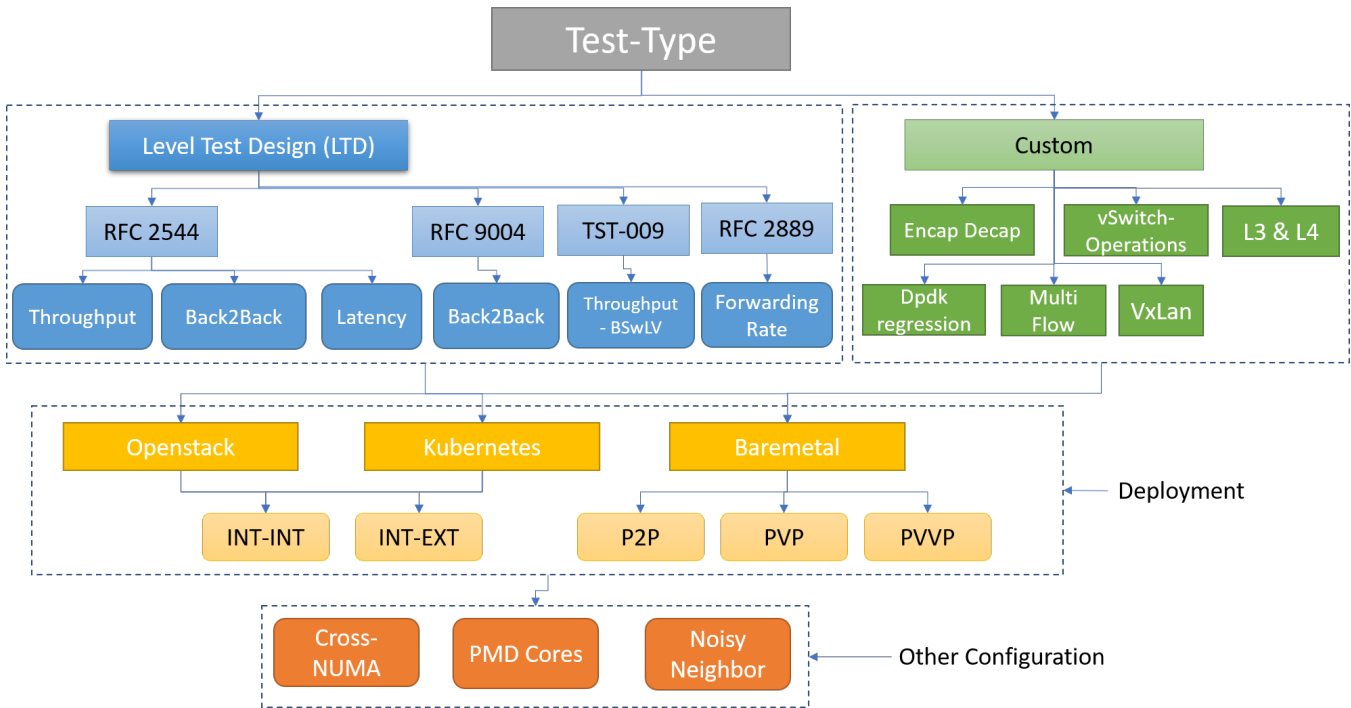 Test-Type
Level Test Design (LTD)
Custom
RFC 2544
RFC 9004
TST-009
RFC 2889
Encap Decap
vSwitch-
Operations
L3 & L4
Throughput
Back2Back
Latency
Back2Back
Throughput
- BSwLV
Forwarding
Rate
Dpdk
regression
Multi
Flow
VxLan
Openstack
Kubernetes
Baremetal
Deployment
INT-INT
INT-EXT
P2P
PVP
PVVP
Cross-
NUMA
PMD Cores
Noisy
Neighbor
Other Configuration